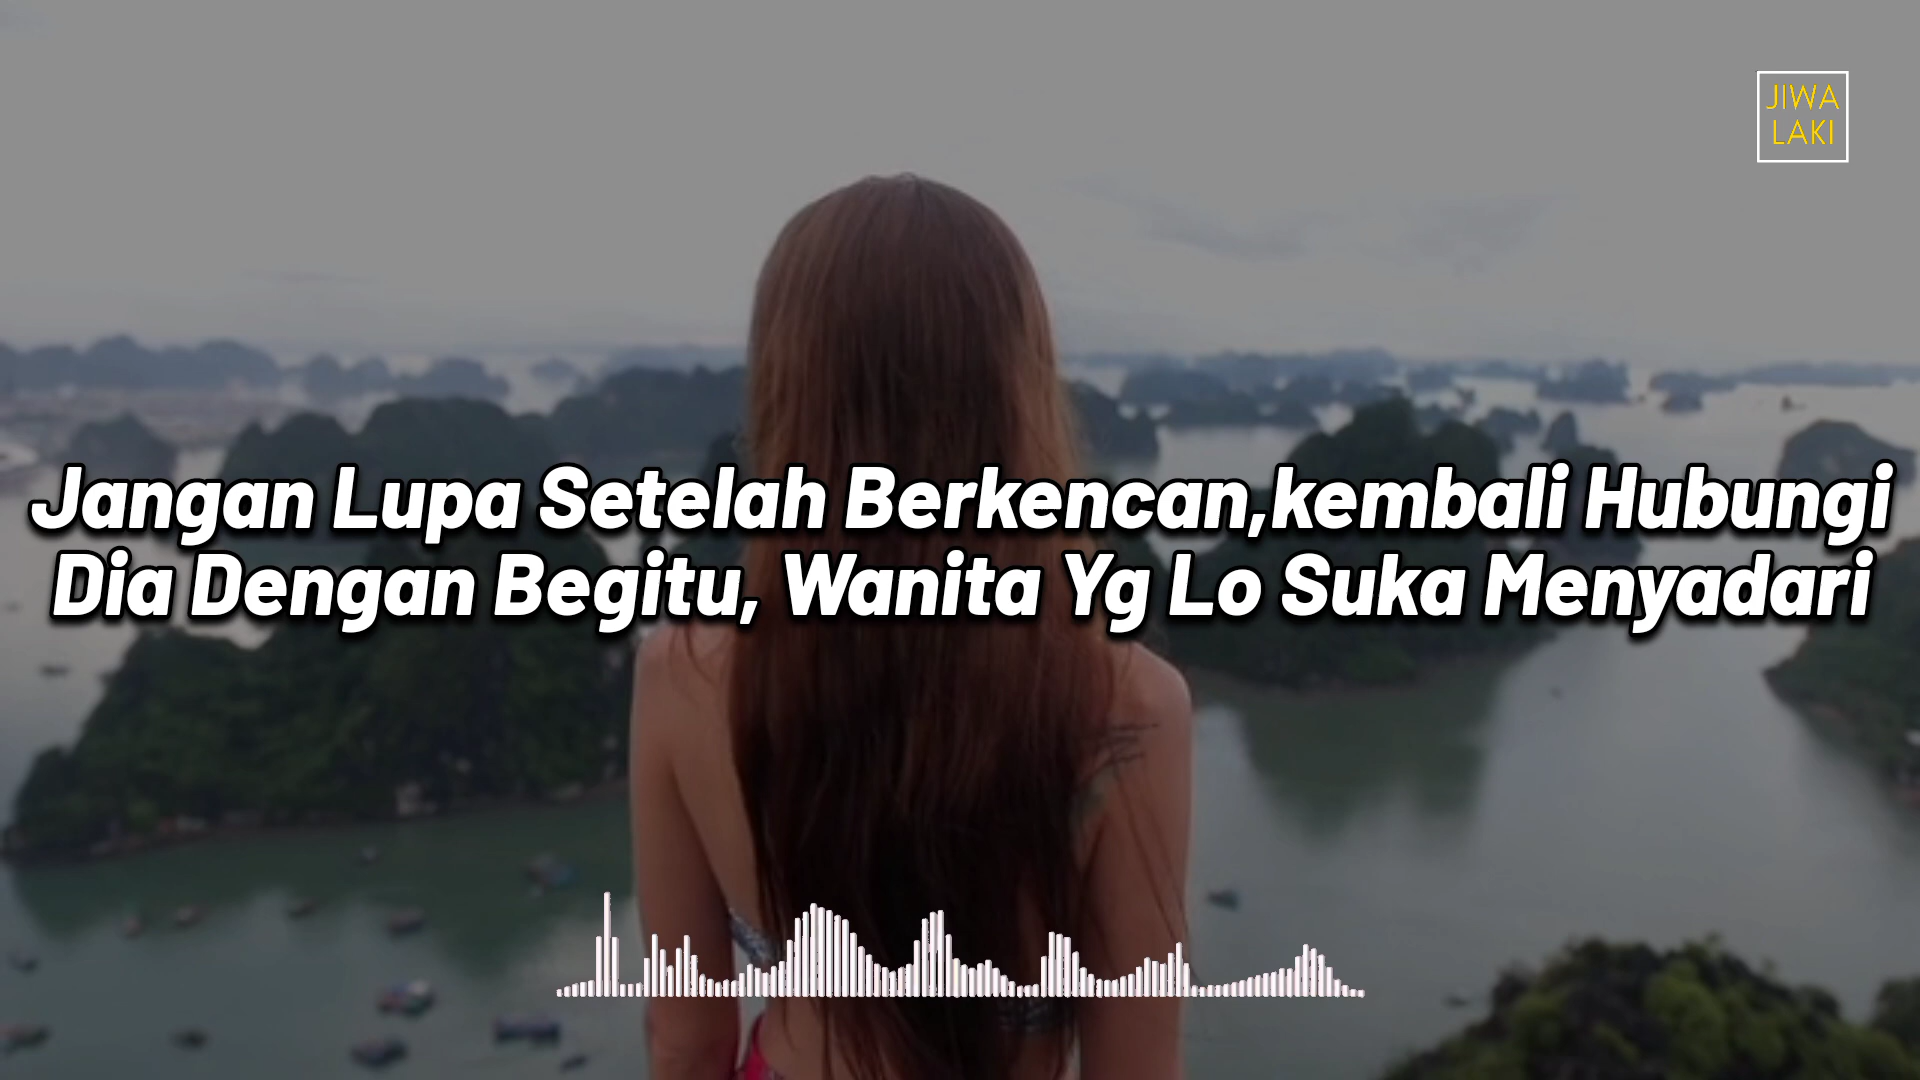 JIWA
LAKI
Jangan Lupa Setelah Berkencan,kembali Hubungi
Dia Dengan Begitu, Wanita Yg Lo Suka Menyadari